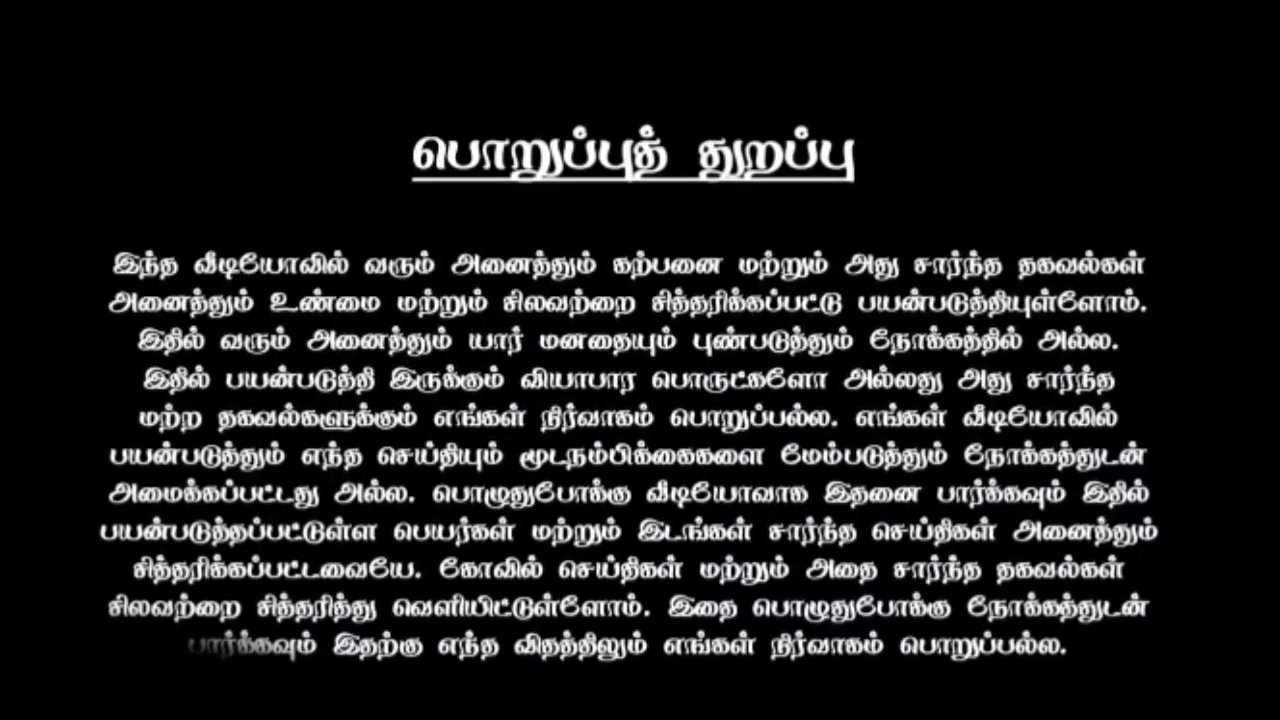 பொறுப்புத் துறப்பு
இந்த வீடியோவில் வரும் அனைத்தும் கற்பனை மற்றும் அது சார்ந்த தகவல்கள்
அனைத்தும் உண்மை மற்றும் சிலவற்றை சித்தரிக்கப்பட்டு பயன்படுத்தியுள்ளோம்.
இதில் வரும் அனைத்தும் யார் மனதையும் புண்படுத்தும் நோக்கத்தில் அல்ல.
இதில் பயன்படுத்தி இருக்கும் வியாபார பொருட்களோ அல்லது அது சார்ந்த
மற்ற தகவல்களுக்கும் எங்கள் நிர்வாகம் பொறுப்பல்ல. எங்கள் வீடியோவில்
பயன்படுத்தும் எந்த செய்தியும் மூடநம்பிக்கைகளை மேம்படுத்தும் நோக்கத்துடன்
அமைக்கப்பட்டது அல்ல. பொழுதுபோக்கு வீடியோவாக இதனை பார்க்கவும் இதில்
பயன்படுத்தப்பட்டுள்ள பெயர்கள் மற்றும் இடங்கள் சார்ந்த செய்திகள் அனைத்தும்
சித்தரிக்கப்பட்டவையே. கோவில் செய்திகள் மற்றும் அதை சார்ந்த தகவல்கள்
சிலவற்றை சித்தரித்து வெளியிட்டுள்ளோம். இதை பொழுதுபோக்கு நோக்கத்துடன்
பார்க்கவும் இதற்கு எந்த விதத்திலும் எங்கள் நிர்வாகம் பொறுப்பல்ல.